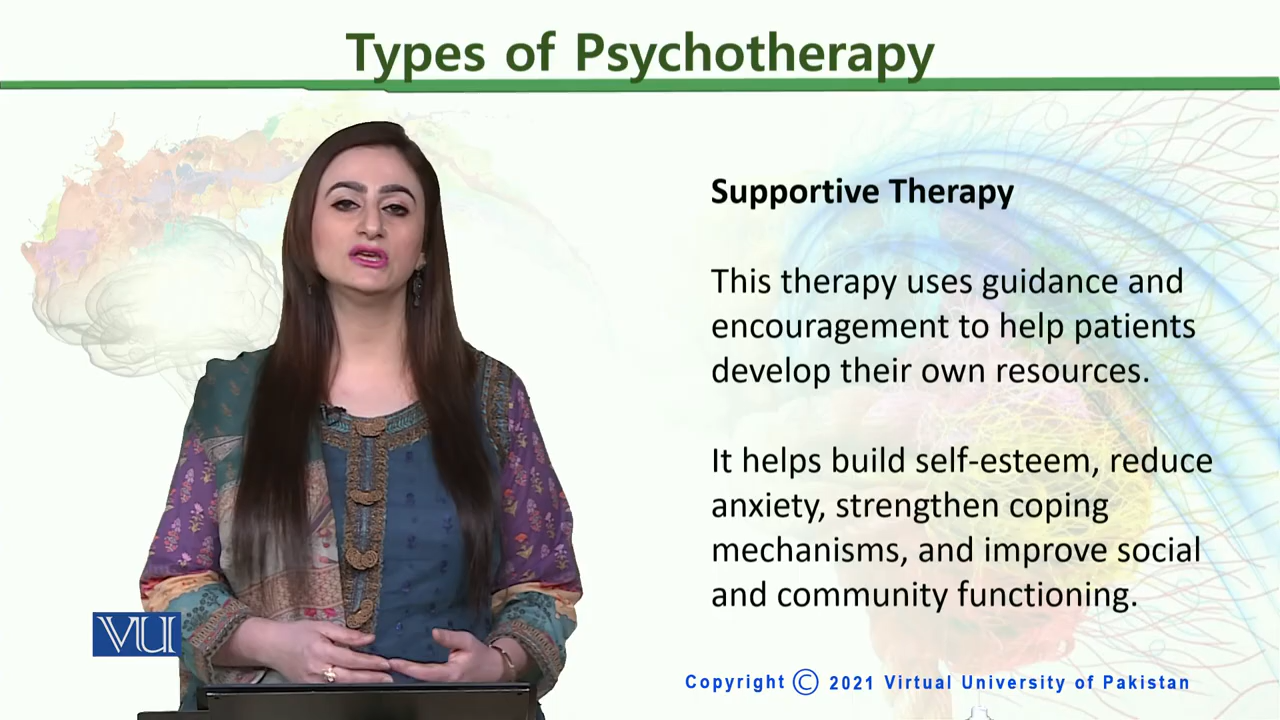 Types of Psychotherapy
Supportive Therapy
This therapy uses guidance and
encouragement to help patients
develop their own resources.
It helps build self-esteem, reduce
anxiety, strengthen coping
mechanisms, and improve social
and community functioning.
VU
Copyright © 2021 Virtual University of Pakistan